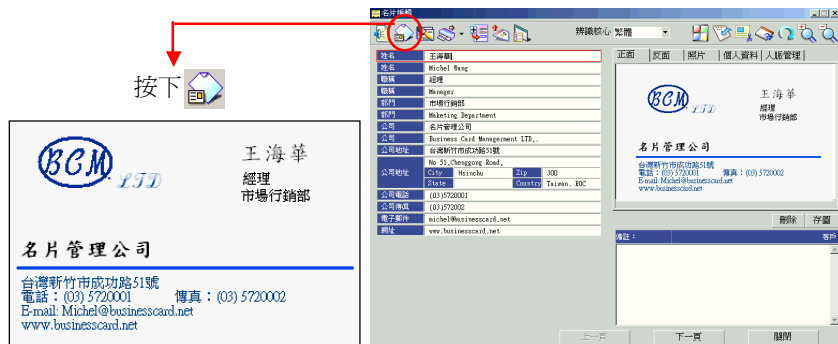 按下
BCM
LTD
王海華
經理
市場行銷部
名片管理公司
台灣新竹市成功路51號
電話：(03) 5720001 傳真：(03) 5720002
E-mail: Michel@businesscard.net
www.businesscard.net
名片編輯
辨識核心 繁體
姓名 王海華
姓名 Michel Wang
職稱 經理
職稱 Manager
部門 市場行銷部
部門 Maketing Department
公司 名片管理公司
公司 Business Card Managerment LTD,.
公司地址 台灣新竹市成功路51號
公司地址 No 51,Chenggong Road,
City Hsinchu Zip 300
State Country Taiwan. ROC
公司電話 (03)5720001
公司傳真 (03)572002
電子郵件 michel@businesscard.net
網址 www.businesscard.net
正面 反面 照片 個人資料 人脈管理
BCM
LTD
王海華
經理
市場行銷部
名片管理公司
台灣新竹市成功路51號
電話：(03) 5720001 傳真：(03) 5720002
E-mail: Michel@businesscard.net
www.businesscard.net
刪除 存圖
備註： 客戶
上一頁 下一頁 關閉